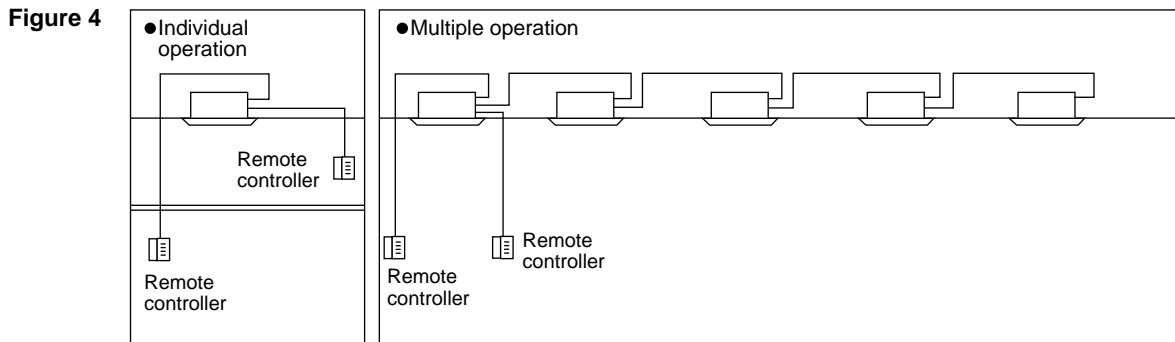 Figure 4
●Individual
operation
Remote
controller
Remote
controller
●Multiple operation
Remote
controller
Remote
controller